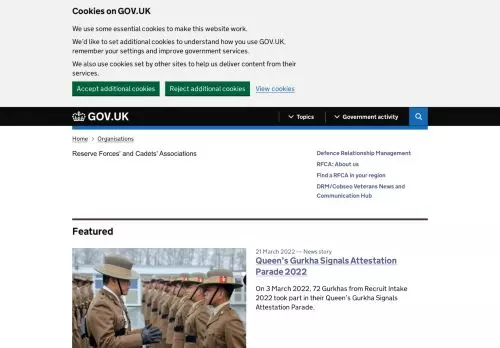 Cookies on GOV.UK
We use some essential cookies to make this website work.
We'd like to set additional cookies to understand how you use GOV.UK,
remember your settings and improve government services.
We also use cookies set by other sites to help us deliver content from their
services.
Accept additional cookies Reject additional cookies View cookies
GOV.UK Topics Government activity
Home > Organisations
Reserve Forces' and Cadets' Associations
Defence Relationship Management
RFCA: About us
Find a RFCA in your region
DRM/Cobseo Veterans News and
Communication Hub
Featured
21 March 2022 — News story
Queen's Gurkha Signals Attestation
Parade 2022
On 3 March 2022, 72 Gurkhas from Recruit Intake
2022 took part in their Queen's Gurkha Signals
Attestation Parade.